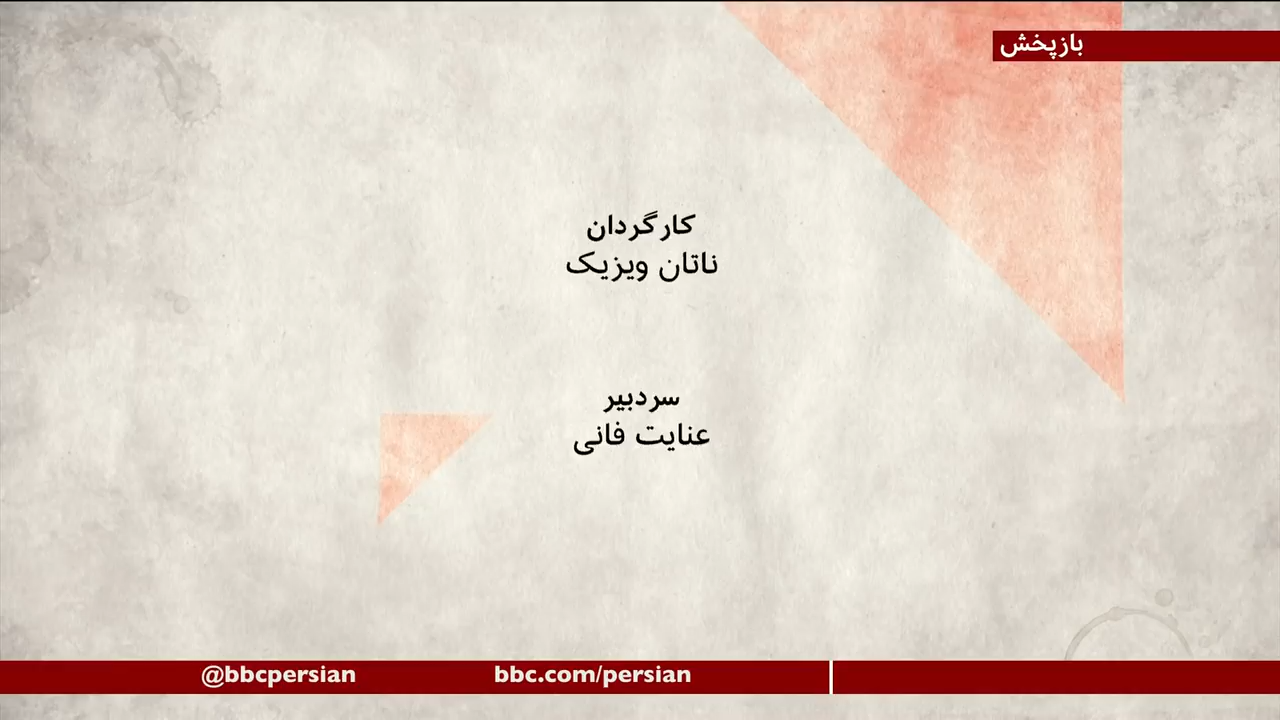 بازپخش
کارگردان
ناتان ویزیک
سردبیر
عنایت فانی
@bbcpersian
bbc.com/persian